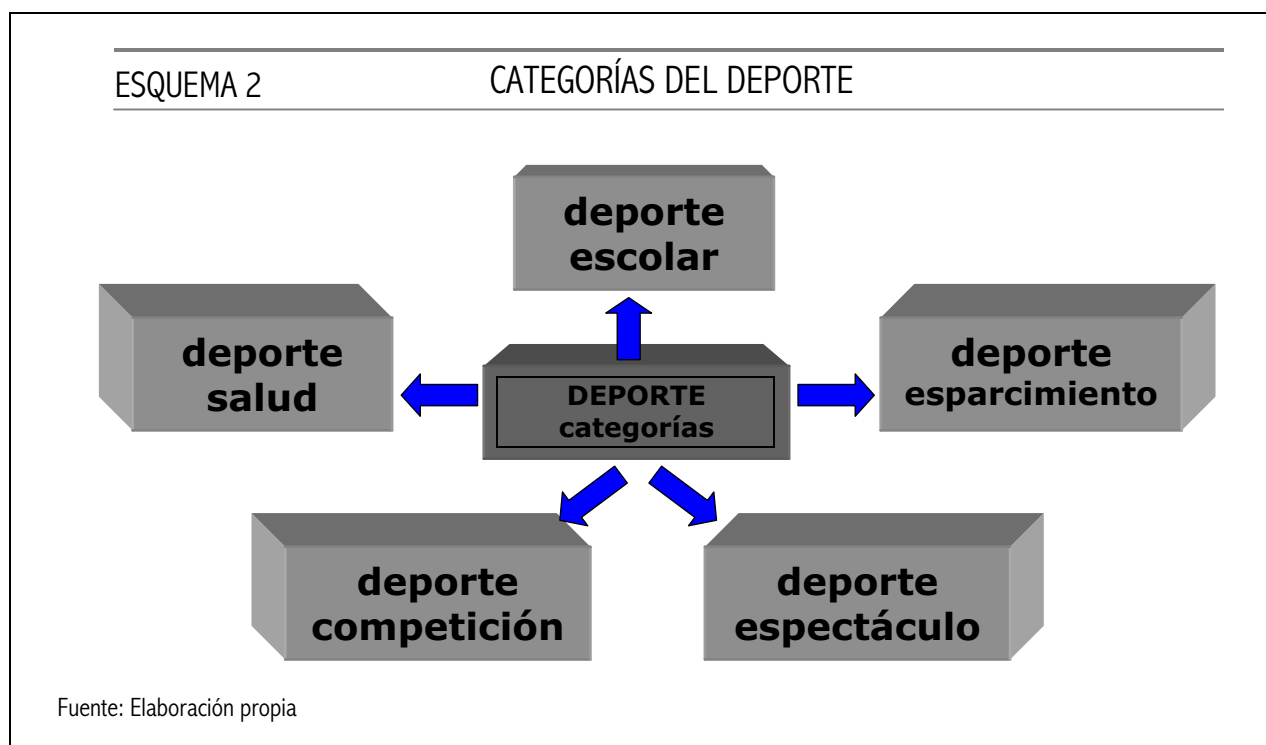 ESQUEMA 2
CATEGORÍAS DEL DEPORTE
deporte
escolar
deporte
salud
DEPORTE
categorías
deporte
esparcimiento
deporte
competición
deporte
espectáculo
Fuente: Elaboración propia